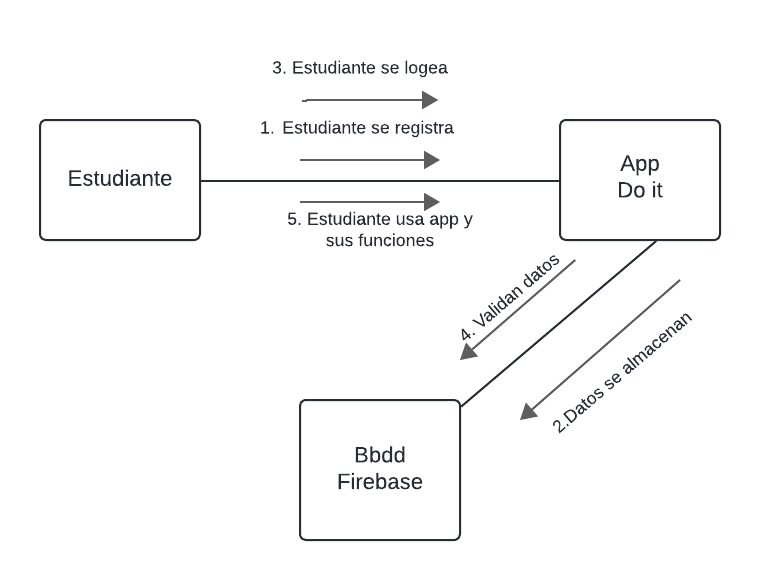 3. Estudiante se logea
1. Estudiante se registra
Estudiante
App
Do it
5. Estudiante usa app y
sus funciones
4. Validan datos
2.Datos se almacenan
Bbdd
Firebase